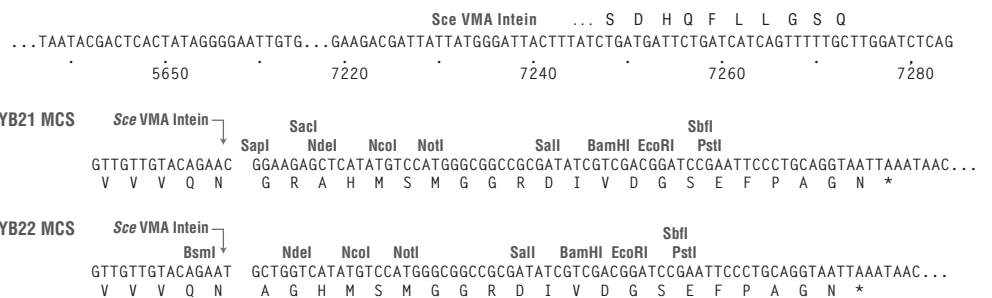 Sce VMA Intein ... S D H Q F L L G S Q
...TAATACGACTCACTATAGGGGAATTGTG...GAAGACGATTATTATGGGATTACTTTATCTGATGATTCTGATCATCAGTTTTTGCTTGGATCTCAG
5650 7220 7240 7260 7280
YB21 MCS Sce VMA Intein
SacI SbfI
SapI NdeI NcoI NotI SalI BamHI EcoRI PstI
GTTGTTGTACAGAAC GGAAGAGCTCATATGTCCATGGGCGGCCGCGATATCGTCGACGGATCCGAATTCCCTGCAGGTAATTAAATAAC...
V V V Q N G R A H M S M G G R D I V D G S E F P A G N *
YB22 MCS Sce VMA Intein
SbfI
BsmI NdeI NcoI NotI SalI BamHI EcoRI PstI
GTTGTTGTACAGAAT GCTGGTCATATGTCCATGGGCGGCCGCGATATCGTCGACGGATCCGAATTCCCTGCAGGTAATTAAATAAC...
V V V Q N A G H M S M G G R D I V D G S E F P A G N *